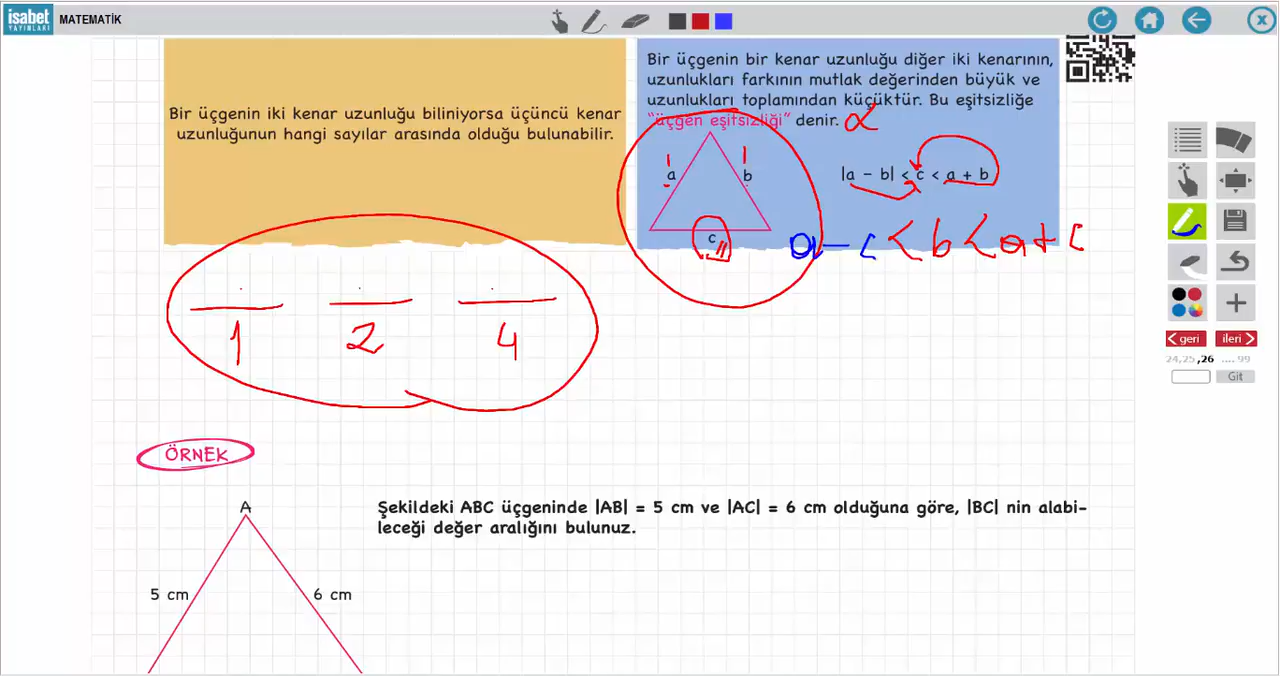 isabet
YAYINLARI
MATEMATİK
Bir üçgenin iki kenar uzunluğu biliniyorsa üçüncü kenar
uzunluğunun hangi sayılar arasında olduğu bulunabilir.
Bir üçgenin bir kenar uzunluğu diğer iki kenarının,
uzunlukları farkının mutlak değerinden büyük ve
uzunlukları toplamından küçüktür. Bu eşitsizliğe
"üçgen eşitsizliği" denir.
a
b
c
|a - b| < c < a + b
a - c < b < a + c
1 2 4
ÖRNEK
Şekildeki ABC üçgeninde |AB| = 5 cm ve |AC| = 6 cm olduğuna göre, |BC| nin alabi-
leceği değer aralığını bulunuz.
A
5 cm
6 cm
geri
ileri
24,25,26 .... 99
Git